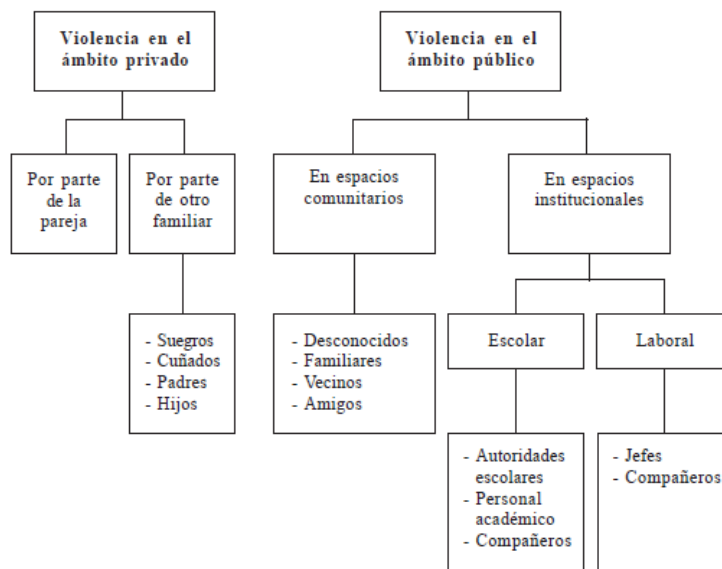 Violencia en el
ámbito privado
Violencia en el
ámbito público
Por parte
de la
pareja
Por parte
de otro
familiar
En espacios
comunitarios
En espacios
institucionales
- Suegros
- Cuñados
- Padres
- Hijos
- Desconocidos
- Familiares
- Vecinos
- Amigos
Escolar
Laboral
- Autoridades
escolares
- Personal
académico
- Compañeros
- Jefes
- Compañeros